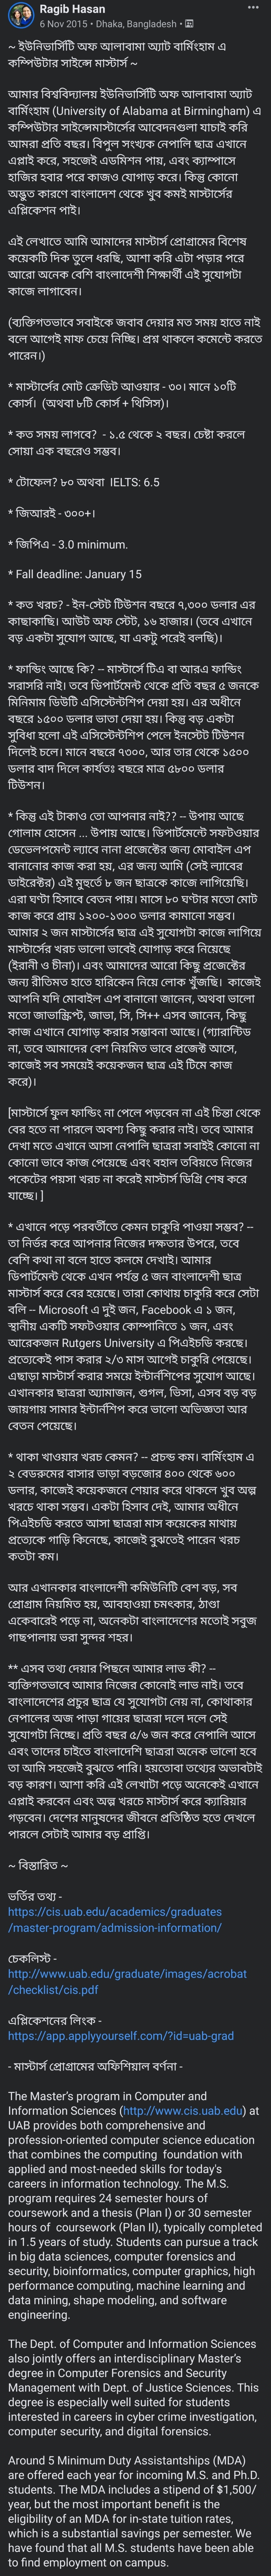 Ragib Hasan
6 Nov 2015 • Dhaka, Bangladesh •
~ ইউনিভার্সিটি অফ আলাবামা অ্যাট বার্মিংহাম এ
কম্পিউটার সাইন্সে মাস্টার্স ~
আমার বিশ্ববিদ্যালয় ইউনিভার্সিটি অফ আলাবামা অ্যাট
বার্মিংহাম (University of Alabama at Birmingham) এ
কম্পিউটার সাইন্সেমাস্টার্সের আবেদনগুলা যাচাই করি
আমরা প্রতি বছর। বিপুল সংখ্যক নেপালি ছাত্র এখানে
এপ্লাই করে, সহজেই এডমিশন পায়, এবং ক্যাম্পাসে
হাজির হবার পরে কাজও যোগাড় করে। কিন্তু কোনো
অদ্ভুত কারণে বাংলাদেশ থেকে খুব কমই মাস্টার্সের
এপ্লিকেশন পাই।
এই লেখাতে আমি আমাদের মাস্টার্স প্রোগ্রামের বিশেষ
কয়েকটি দিক তুলে ধরছি, আশা করি এটা পড়ার পরে
আরো অনেক বেশি বাংলাদেশী শিক্ষার্থী এই সুযোগটা
কাজে লাগাবেন।
(ব্যক্তিগতভাবে সবাইকে জবাব দেয়ার মত সময় হাতে নাই
বলে আগেই মাফ চেয়ে নিচ্ছি। প্রশ্ন থাকলে কমেন্টে করতে
পারেন।)
* মাস্টার্সের মোট ক্রেডিট আওয়ার - ৩০। মানে ১০টি
কোর্স। (অথবা ৮টি কোর্স + থিসিস)।
* কত সময় লাগবে? - ১.৫ থেকে ২ বছর। চেষ্টা করলে
সোয়া এক বছরেও সম্ভব।
* টোফেল? ৮০ অথবা IELTS: 6.5
* জিআরই - ৩০০+।
* জিপিএ - 3.0 minimum.
* Fall deadline: January 15
* কত খরচ? - ইন-স্টেট টিউশন বছরে ৭,৩০০ ডলার এর
কাছাকাছি। আউট অফ স্টেট, ১৬ হাজার। (তবে এখানে
বড় একটা সুযোগ আছে, যা একটু পরেই বলছি)।
* ফান্ডিং আছে কি? -- মাস্টার্সে টিএ বা আরএ ফান্ডিং
সরাসরি নাই। তবে ডিপার্টমেন্ট থেকে প্রতি বছর ৫ জনকে
মিনিমাম ডিউটি এসিস্টেন্টশিপ দেয়া হয়। এর অধীনে
বছরে ১৫০০ ডলার ভাতা দেয়া হয়। কিন্তু বড় একটা
সুবিধা হলো এই এসিস্টেন্টশিপ পেলে ইনস্টেট টিউশন
দিলেই চলে। মানে বছরে ৭৩০০, আর তার থেকে ১৫০০
ডলার বাদ দিলে কার্যতঃ বছরে মাত্র ৫৮০০ ডলার
টিউশন।
* কিন্তু এই টাকাও তো আপনার নাই?? -- উপায় আছে
গোলাম হোসেন ... উপায় আছে। ডিপার্টমেন্টে সফটওয়ার
ডেভেলপমেন্ট ল্যাবে নানা প্রজেক্টের জন্য মোবাইল এপ
বানানোর কাজ করা হয়, এর জন্য আমি (সেই ল্যাবের
ডাইরেক্টর) এই মুহুর্তে ৮ জন ছাত্রকে কাজে লাগিয়েছি।
এরা ঘণ্টা হিসাবে বেতন পায়। মাসে ৮০ ঘণ্টার মতো মোট
কাজ করে প্রায় ১২০০-১৩০০ ডলার কামানো সম্ভব।
আমার ২ জন মাস্টার্সের ছাত্র এই সুযোগটা কাজে লাগিয়ে
মাস্টার্সের খরচ ভালো ভাবেই যোগাড় করে নিয়েছে
(ইরানী ও চীনা)। এবং আমাদের আরো কিছু প্রজেক্টের
জন্য রীতিমত হাতে হারিকেন নিয়ে লোক খুঁজছি। কাজেই
আপনি যদি মোবাইল এপ বানানো জানেন, অথবা ভালো
মতো জাভাস্ক্রিপ্ট, জাভা, সি, সি++ এসব জানেন, কিছু
কাজ এখানে যোগাড় করার সম্ভাবনা আছে। (গ্যারান্টিড
না, তবে আমাদের বেশ নিয়মিত ভাবে প্রজেক্ট আসে,
কাজেই সব সময়েই কয়েকজন ছাত্র এই টিমে কাজ
করে)।
[মাস্টার্সে ফুল ফান্ডিং না পেলে পড়বেন না এই চিন্তা থেকে
বের হতে না পারলে অবশ্য কিছু করার নাই। তবে আমার
দেখা মতে এখানে আসা নেপালি ছাত্ররা সবাইই কোনো না
কোনো ভাবে কাজ পেয়েছে এবং বহাল তবিয়তে নিজের
পকেটের পয়সা খরচ না করেই মাস্টার্স ডিগ্রি শেষ করে
যাচ্ছে। ]
* এখানে পড়ে পরবর্তীতে কেমন চাকুরি পাওয়া সম্ভব? --
তা নির্ভর করে আপনার নিজের দক্ষতার উপরে, তবে
বেশি কথা না বলে হাতে কলমে দেখাই। আমার
ডিপার্টমেন্ট থেকে এখন পর্যন্ত ৫ জন বাংলাদেশী ছাত্র
মাস্টার্স করে বের হয়েছে। তারা কোথায় চাকুরি করে সেটা
বলি -- Microsoft এ দুই জন, Facebook এ ১ জন,
স্থানীয় একটি সফটওয়ার কোম্পানিতে ১ জন, এবং
আরেকজন Rutgers University এ পিএইচডি করছে।
প্রত্যেকেই পাস করার ২/৩ মাস আগেই চাকুরি পেয়েছে।
এছাড়া মাস্টার্স করার সময়ে ইন্টার্নশিপের সুযোগ আছে।
এখানকার ছাত্ররা অ্যামাজন, গুগল, ভিসা, এসব বড় বড়
জায়গায় সামার ইন্টার্নশিপ করে ভালো অভিজ্ঞতা আর
বেতন পেয়েছে।
* থাকা খাওয়ার খরচ কেমন? -- প্রচন্ড কম। বার্মিংহাম এ
২ বেডরুমের বাসার ভাড়া বড়জোর ৪০০ থেকে ৬০০
ডলার, কাজেই কয়েকজনে শেয়ার করে থাকলে খুব অল্প
খরচে থাকা সম্ভব। একটা হিসাব দেই, আমার অধীনে
পিএইচডি করতে আসা ছাত্ররা মাস কয়েকের মাথায়
প্রত্যেকে গাড়ি কিনেছে, কাজেই বুঝতেই পারেন খরচ
কতটা কম।
আর এখানকার বাংলাদেশী কমিউনিটি বেশ বড়, সব
প্রোগ্রাম নিয়মিত হয়, আবহাওয়া চমৎকার, ঠাণ্ডা
একেবারেই পড়ে না, অনেকটা বাংলাদেশের মতোই সবুজ
গাছপালায় ভরা সুন্দর শহর।
** এসব তথ্য দেয়ার পিছনে আমার লাভ কী? --
ব্যক্তিগতভাবে আমার নিজের কোনোই লাভ নাই। তবে
বাংলাদেশের প্রচুর ছাত্র যে সুযোগটা নেয় না, কোথাকার
নেপালের অজ পাড়া গায়ের ছাত্ররা দলে দলে সেই
সুযোগটা নিচ্ছে। প্রতি বছর ৫/৬ জন করে নেপালি আসে
এবং তাদের চাইতে বাংলাদেশি ছাত্ররা অনেক ভালো হবে
তা আমি সহজেই বুঝতে পারি। হয়তোবা তথ্যের অভাবটাই
বড় কারণ। আশা করি এই লেখাটা পড়ে অনেকেই এখানে
এপ্লাই করবেন এবং অল্প খরচে মাস্টার্স করে ক্যারিয়ার
গড়বেন। দেশের মানুষদের জীবনে প্রতিষ্ঠিত হতে দেখলে
পারলে সেটাই আমার বড় প্রাপ্তি।
~ বিস্তারিত ~
ভর্তির তথ্য -
https://cis.uab.edu/academics/graduates
/master-program/admission-information/
চেকলিস্ট -
http://www.uab.edu/graduate/images/acrobat
/checklist/cis.pdf
এপ্লিকেশনের লিংক -
https://app.applyyourself.com/?id=uab-grad
- মাস্টার্স প্রোগ্রামের অফিশিয়াল বর্ণনা -
The Master's program in Computer and
Information Sciences (http://www.cis.uab.edu) at
UAB provides both comprehensive and
profession-oriented computer science education
that combines the computing foundation with
applied and most-needed skills for today's
careers in information technology. The M.S.
program requires 24 semester hours of
coursework and a thesis (Plan I) or 30 semester
hours of coursework (Plan II), typically completed
in 1.5 years of study. Students can pursue a track
in big data sciences, computer forensics and
security, bioinformatics, computer graphics, high
performance computing, machine learning and
data mining, shape modeling, and software
engineering.
The Dept. of Computer and Information Sciences
also jointly offers an interdisciplinary Master's
degree in Computer Forensics and Security
Management with Dept. of Justice Sciences. This
degree is especially well suited for students
interested in careers in cyber crime investigation,
computer security, and digital forensics.
Around 5 Minimum Duty Assistantships (MDA)
are offered each year for incoming M.S. and Ph.D.
students. The MDA includes a stipend of $1,500/
year, but the most important benefit is the
eligibility of an MDA for in-state tuition rates,
which is a substantial savings per semester. We
have found that all M.S. students have been able
to find employment on campus.